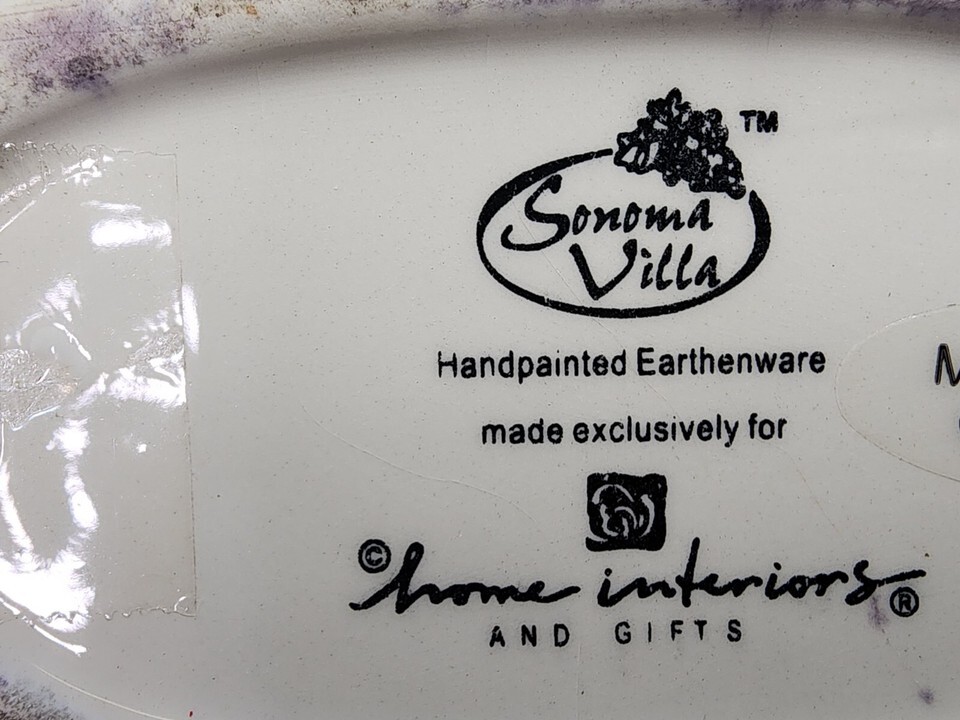 TM
Sonoma
Villa
Handpainted Earthenware
made exclusively for
© home interiors ®
AND GIFTS